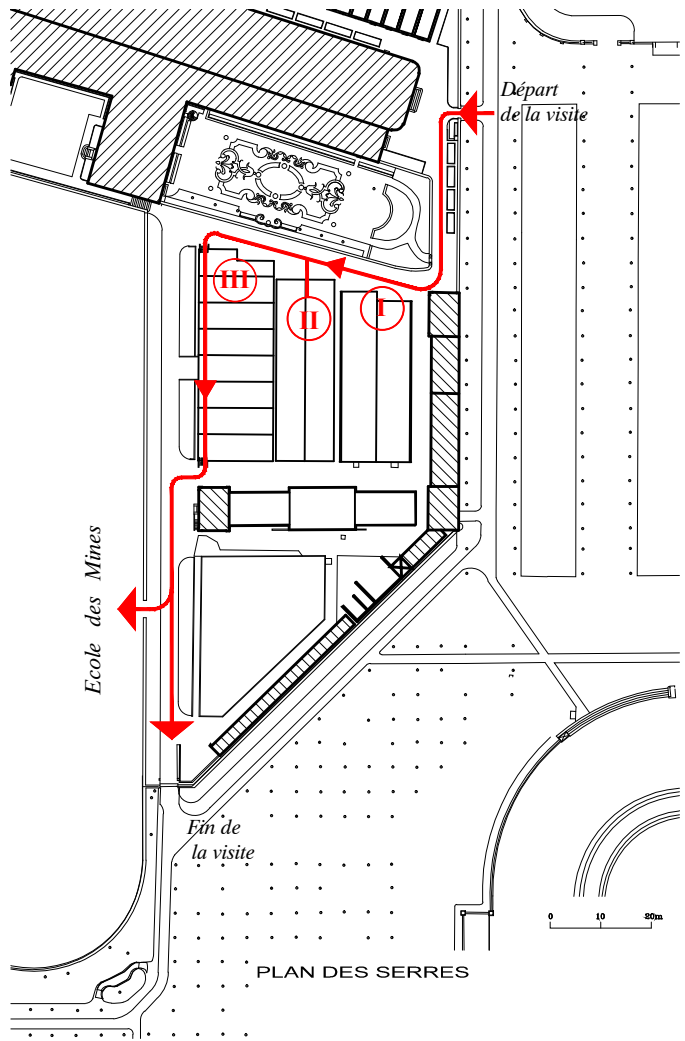 Départ
de la visite
III
II
I
Ecole des Mines
Fin de
la visite
0 10 20m
PLAN DES SERRES